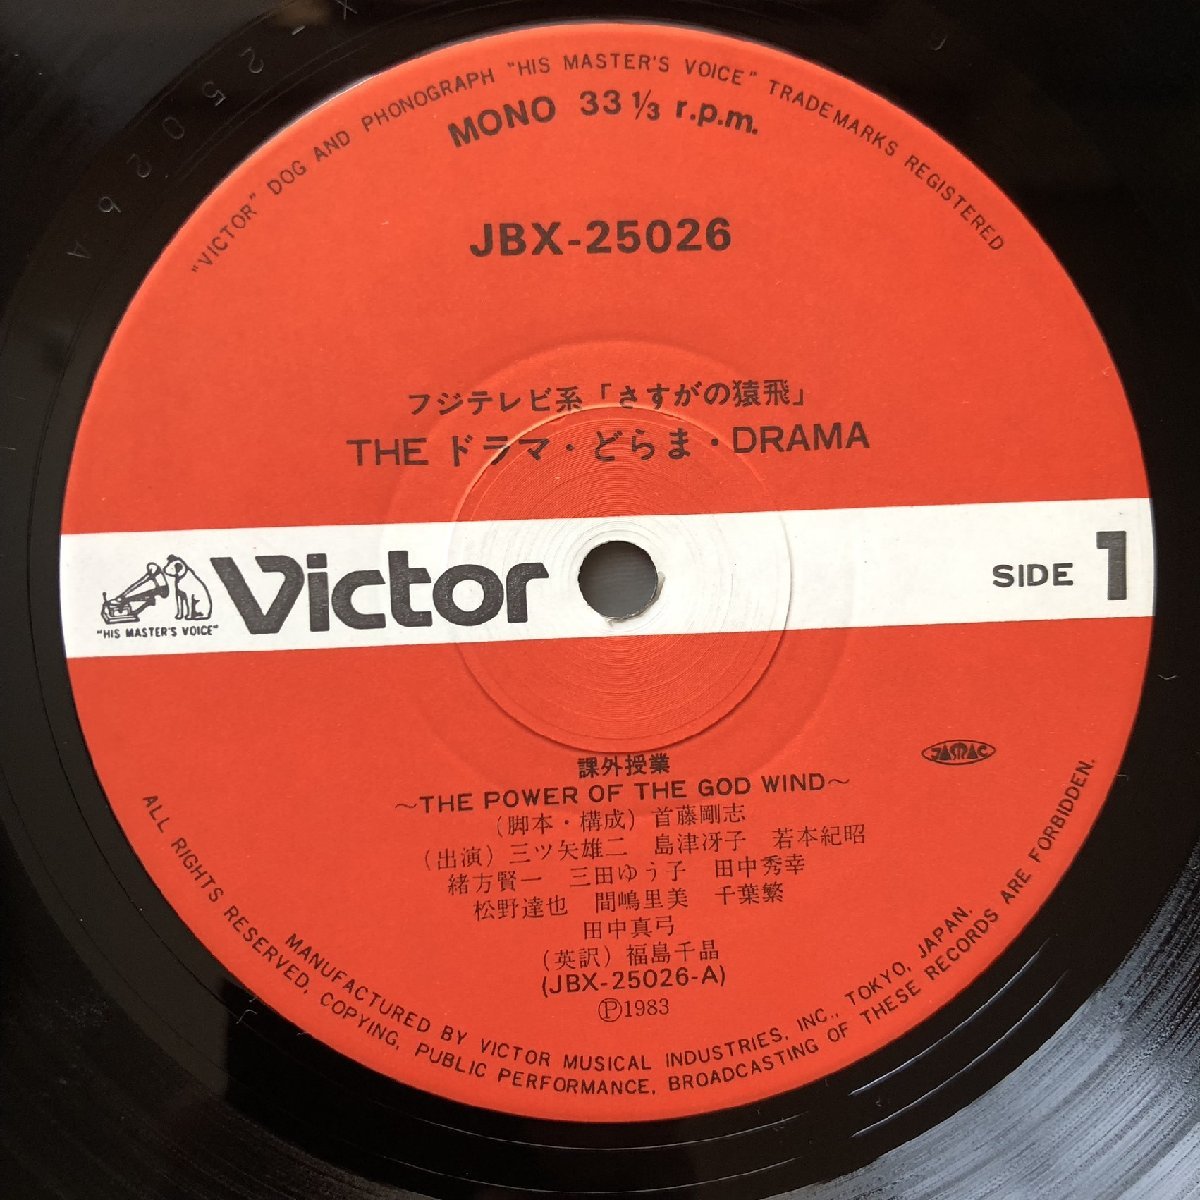 "VICTOR" DOG AND PHONOGRAPH "HIS MASTER'S VOICE" TRADEMARKS REGISTERED
MONO 33 1/3 r.p.m.
JBX-25026
フジテレビ系「さすがの猿飛」
THE ドラマ・どらま・DRAMA
"HIS MASTER'S VOICE"
Victor
SIDE 1
JASRAC
課外授業
～THE POWER OF THE GOD WIND～
(脚本・構成) 首藤剛志
(出演) 三ツ矢雄二 島津冴子 若本紀昭
緒方賢一 三田ゆう子 田中秀幸
松野達也 間嶋里美 千葉繁
田中真弓
(英訳) 福島千晶
(JBX-25026-A)
Ⓟ1983
MANUFACTURED BY VICTOR MUSICAL INDUSTRIES, INC., TOKYO, JAPAN.
ALL RIGHTS RESERVED, COPYING, PUBLIC PERFORMANCE, BROADCASTING OF THESE RECORDS ARE FORBIDDEN.